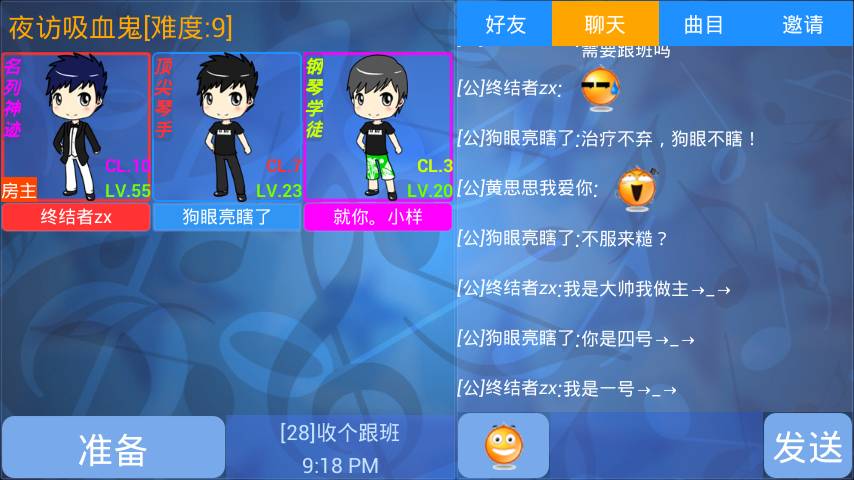 夜访吸血鬼[难度:9]
好友
聊天
曲目
邀请
名列神迹
CL.10
LV.55
房主
终结者zx
顶尖琴手
CL.7
LV.23
狗眼亮瞎了
钢琴学徒
CL.3
LV.20
就你。小样
需要跟班吗
[公]终结者zx:
[公]狗眼亮瞎了:治疗不弃，狗眼不瞎！
[公]黄思思我爱你:
[公]狗眼亮瞎了:不服来糙？
[公]终结者zx:我是大帅我做主→_→
[公]狗眼亮瞎了:你是四号→_→
[公]终结者zx:我是一号→_→
准备
[28]收个跟班
9:18 PM
发送